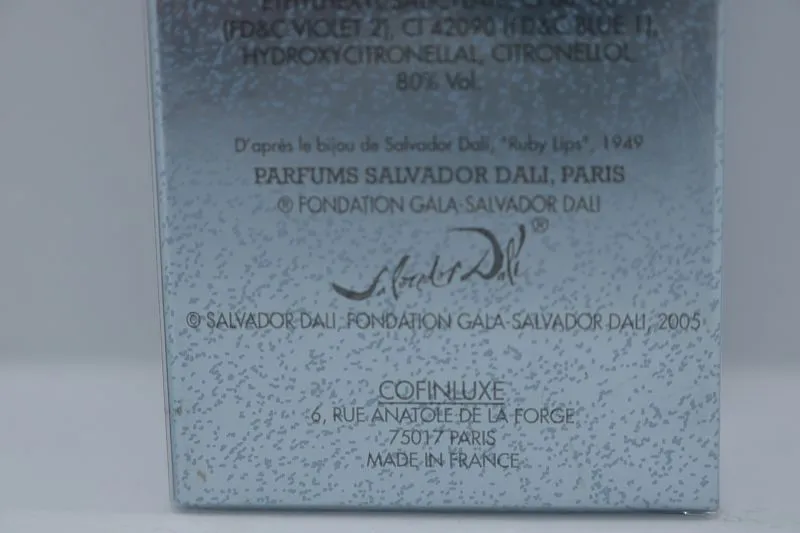 (FD&C VIOLET 2), CI 42090 (FD&C BLUE 1),
HYDROXYCITRONELLAL, CITRONELLOL.
80% Vol.
D'après le bijou de Salvador Dali, "Ruby Lips", 1949
PARFUMS SALVADOR DALI, PARIS
® FONDATION GALA-SALVADOR DALI
Salvador Dalí ®
© SALVADOR DALI, FONDATION GALA-SALVADOR DALI, 2005
COFINLUXE
6, RUE ANATOLE DE LA FORGE
75017 PARIS
MADE IN FRANCE